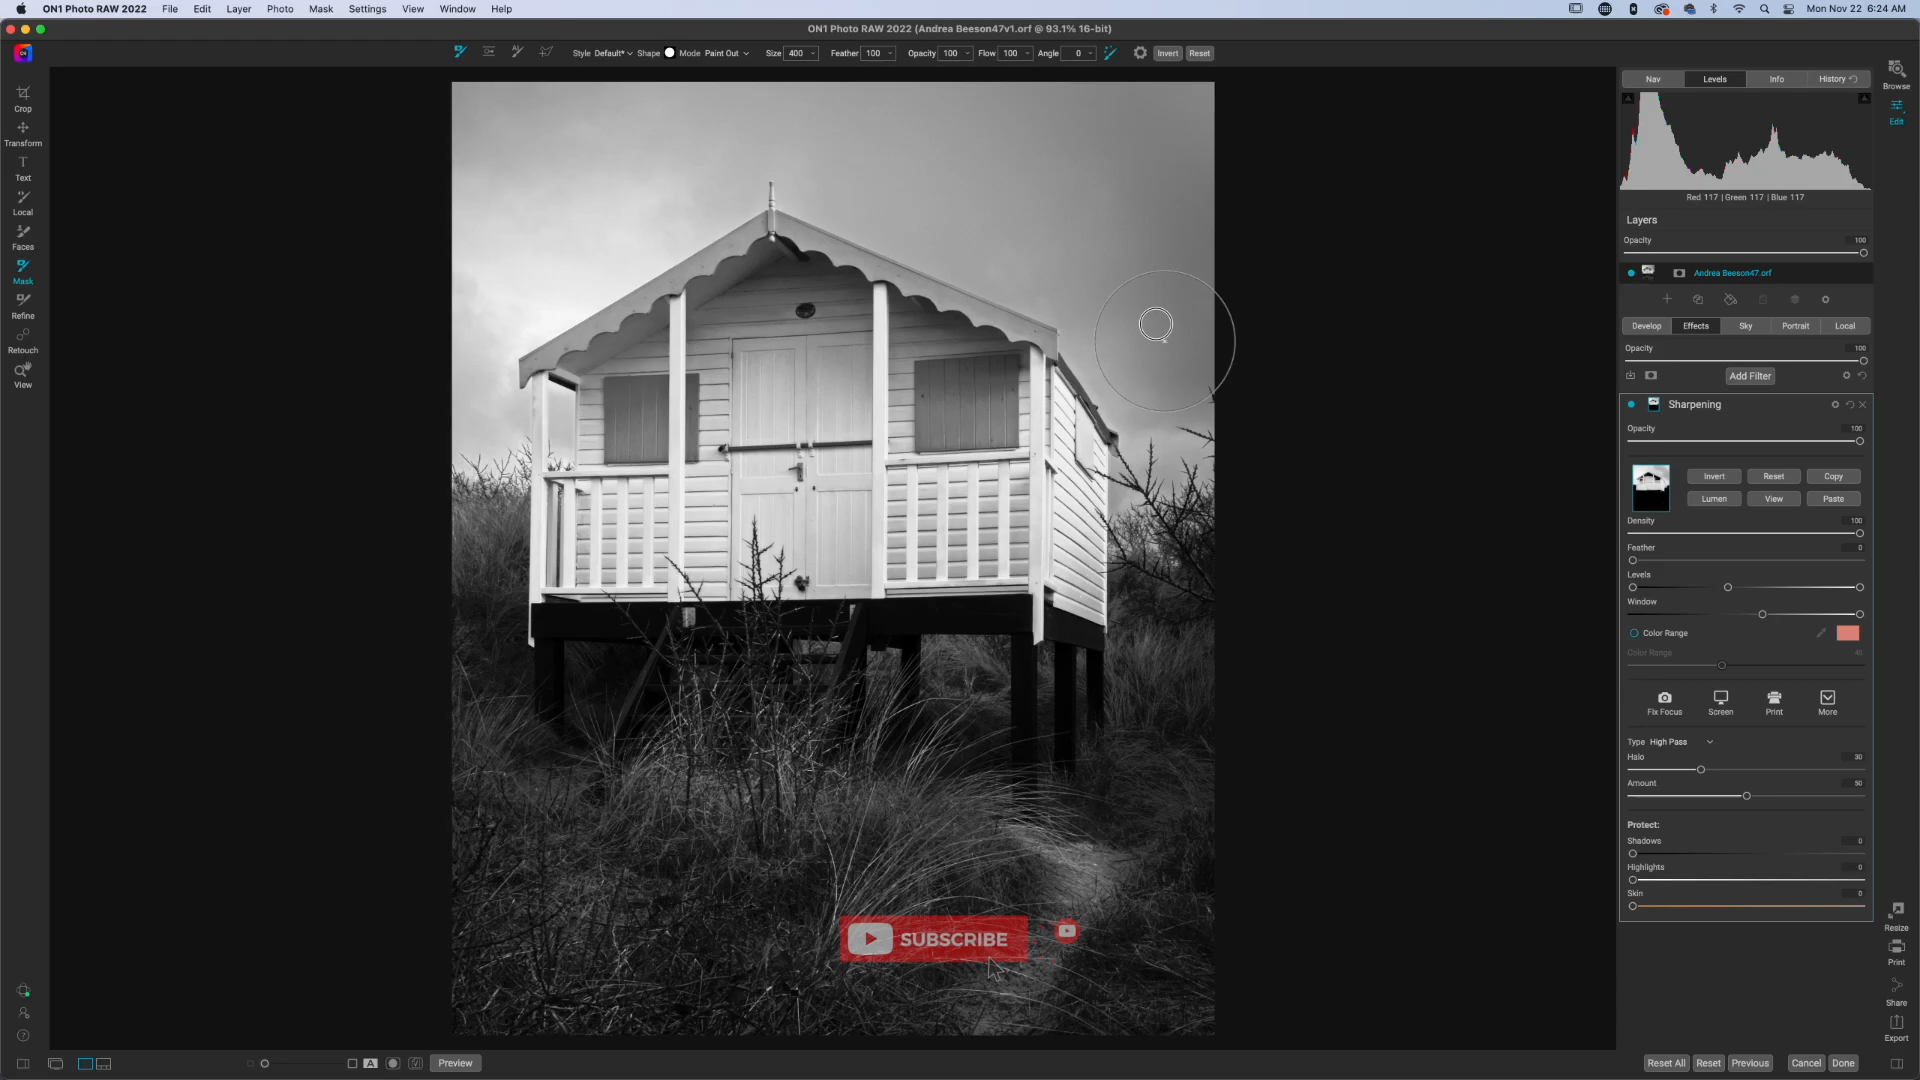 ON1 Photo RAW 2022 File Edit Layer Photo Mask Settings View Window Help Mon Nov 22 6:24 AM
ON1 Photo RAW 2022 (Andrea Beeson47v1.orf @ 93.1% 16-bit)
Style Default* Shape Mode Paint Out Size 400 Feather 100 Opacity 100 Flow 100 Angle 0 Invert Reset
Crop
Transform
Text
Local
Faces
Mask
Refine
Retouch
View
Nav Levels Info History
Red 117 | Green 117 | Blue 117
Layers
Opacity 100
Andrea Beeson47.orf
Develop Effects Sky Portrait Local
Opacity 100
Add Filter
Sharpening
Opacity 100
Invert Reset Copy
Lumen View Paste
Density 100
Feather 0
Levels
Window
Color Range
Color Range 40
Fix Focus Screen Print More
Type High Pass
Halo 30
Amount 50
Protect:
Shadows 0
Highlights 0
Skin 0
Browse
Edit
Resize
Print
Share
Export
SUBSCRIBE
A Preview
Reset All Reset Previous Cancel Done